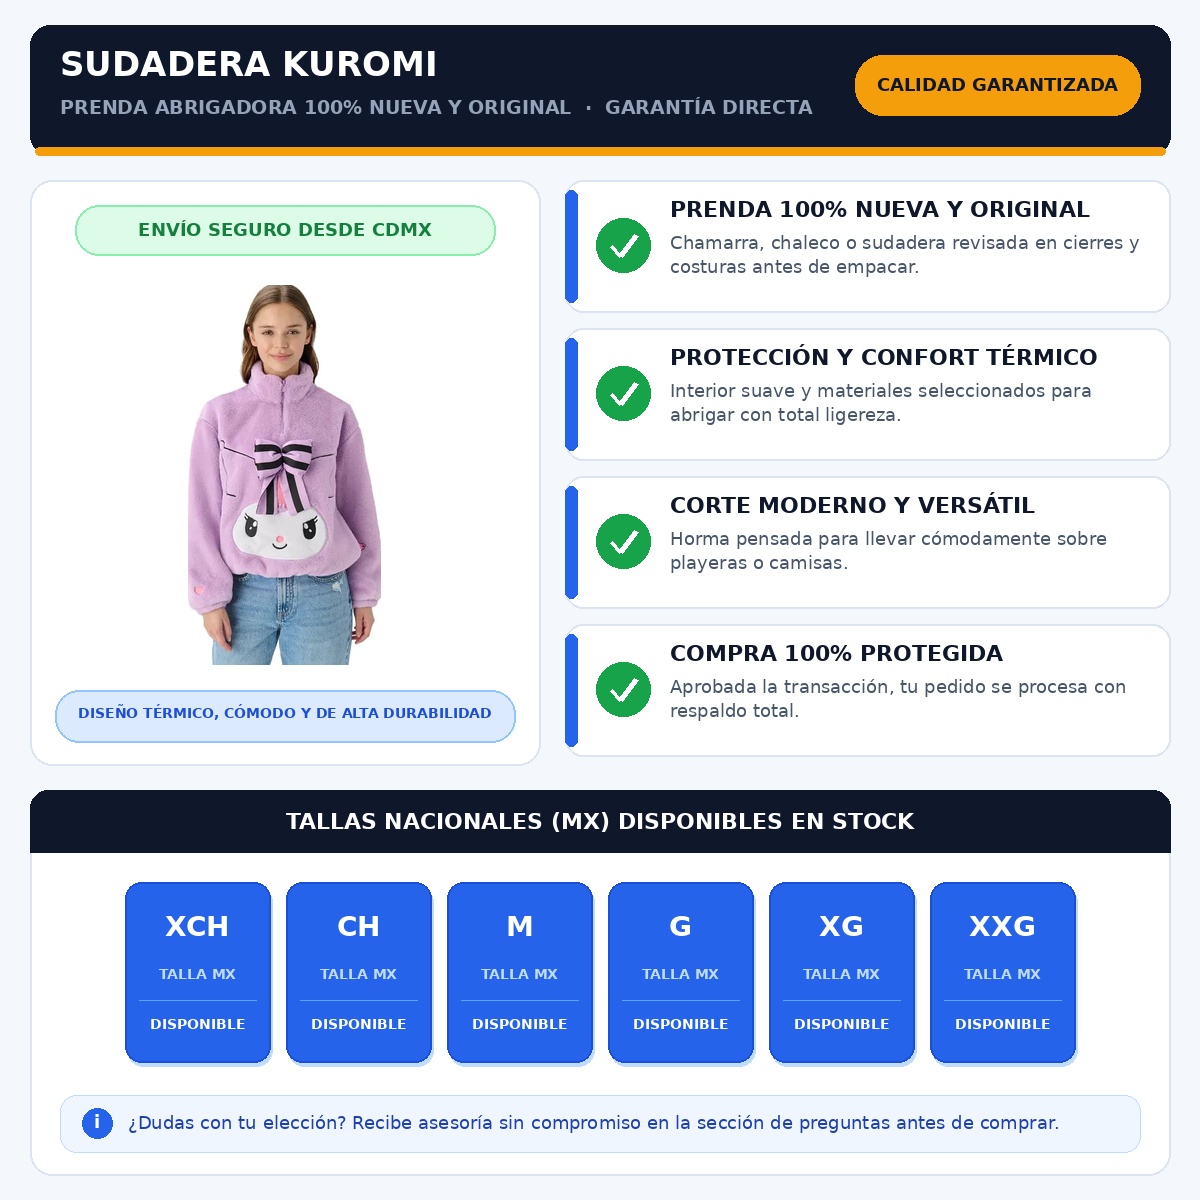 SUDADERA KUROMI
PRENDA ABRIGADORA 100% NUEVA Y ORIGINAL · GARANTÍA DIRECTA
CALIDAD GARANTIZADA
ENVÍO SEGURO DESDE CDMX
DISEÑO TÉRMICO, CÓMODO Y DE ALTA DURABILIDAD
PRENDA 100% NUEVA Y ORIGINAL
Chamarra, chaleco o sudadera revisada en cierres y
costuras antes de empacar.
PROTECCIÓN Y CONFORT TÉRMICO
Interior suave y materiales seleccionados para
abrigar con total ligereza.
CORTE MODERNO Y VERSÁTIL
Horma pensada para llevar cómodamente sobre
playeras o camisas.
COMPRA 100% PROTEGIDA
Aprobada la transacción, tu pedido se procesa con
respaldo total.
TALLAS NACIONALES (MX) DISPONIBLES EN STOCK
XCH
TALLA MX
DISPONIBLE
CH
TALLA MX
DISPONIBLE
M
TALLA MX
DISPONIBLE
G
TALLA MX
DISPONIBLE
XG
TALLA MX
DISPONIBLE
XXG
TALLA MX
DISPONIBLE
i
¿Dudas con tu elección? Recibe asesoría sin compromiso en la sección de preguntas antes de comprar.